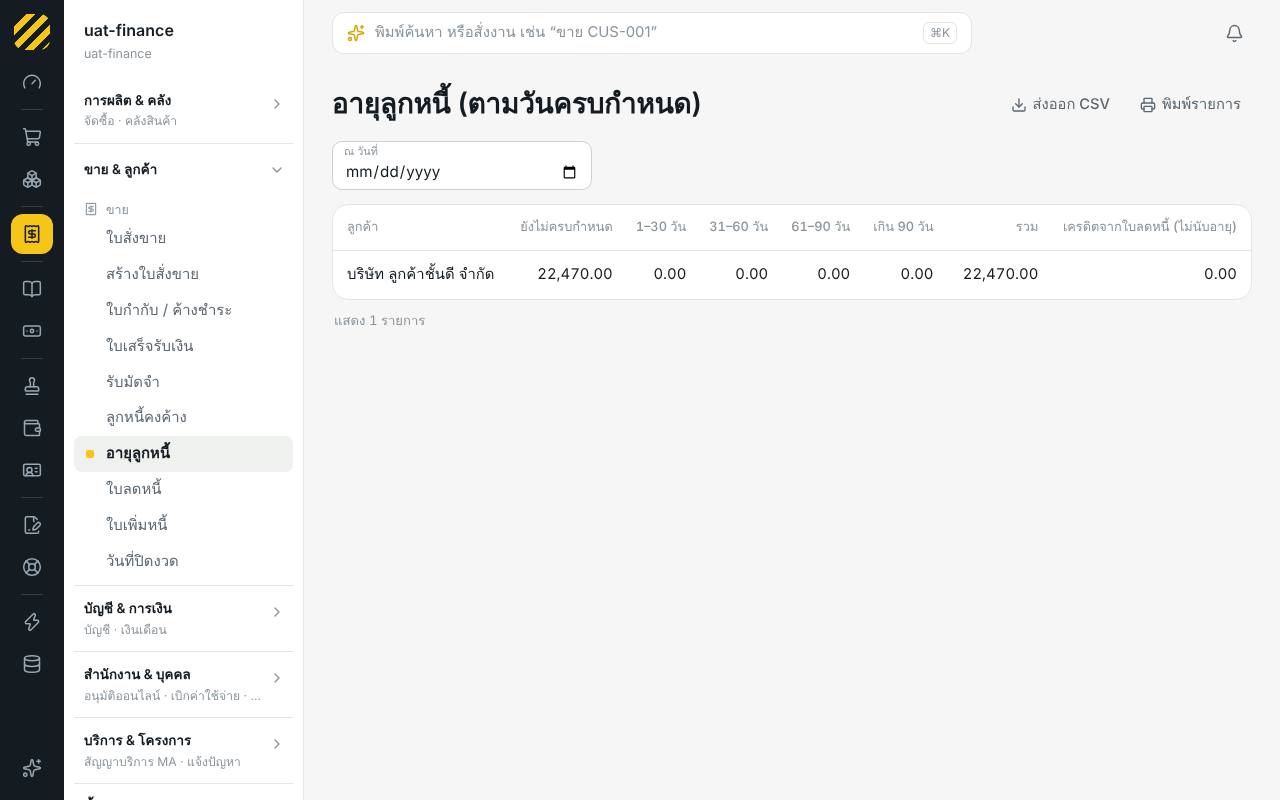 uat-finance
uat-finance
การผลิต & คลัง
จัดซื้อ · คลังสินค้า
ขาย & ลูกค้า
ขาย
ใบสั่งขาย
สร้างใบสั่งขาย
ใบกำกับ / ค้างชำระ
ใบเสร็จรับเงิน
รับมัดจำ
ลูกหนี้คงค้าง
อายุลูกหนี้
ใบลดหนี้
ใบเพิ่มหนี้
วันที่ปิดงวด
บัญชี & การเงิน
บัญชี · เงินเดือน
สำนักงาน & บุคคล
อนุมัติออนไลน์ · เบิกค่าใช้จ่าย · ...
บริการ & โครงการ
สัญญาบริการ MA · แจ้งปัญหา
พิมพ์ค้นหา หรือสั่งงาน เช่น “ขาย CUS-001” ⌘K
อายุลูกหนี้ (ตามวันครบกำหนด)
ส่งออก CSV พิมพ์รายการ
ณ วันที่
mm/dd/yyyy
ลูกค้า ยังไม่ครบกำหนด 1–30 วัน 31–60 วัน 61–90 วัน เกิน 90 วัน รวม เครดิตจากใบลดหนี้ (ไม่นับอายุ)
บริษัท ลูกค้าชั้นดี จำกัด 22,470.00 0.00 0.00 0.00 0.00 22,470.00 0.00
แสดง 1 รายการ